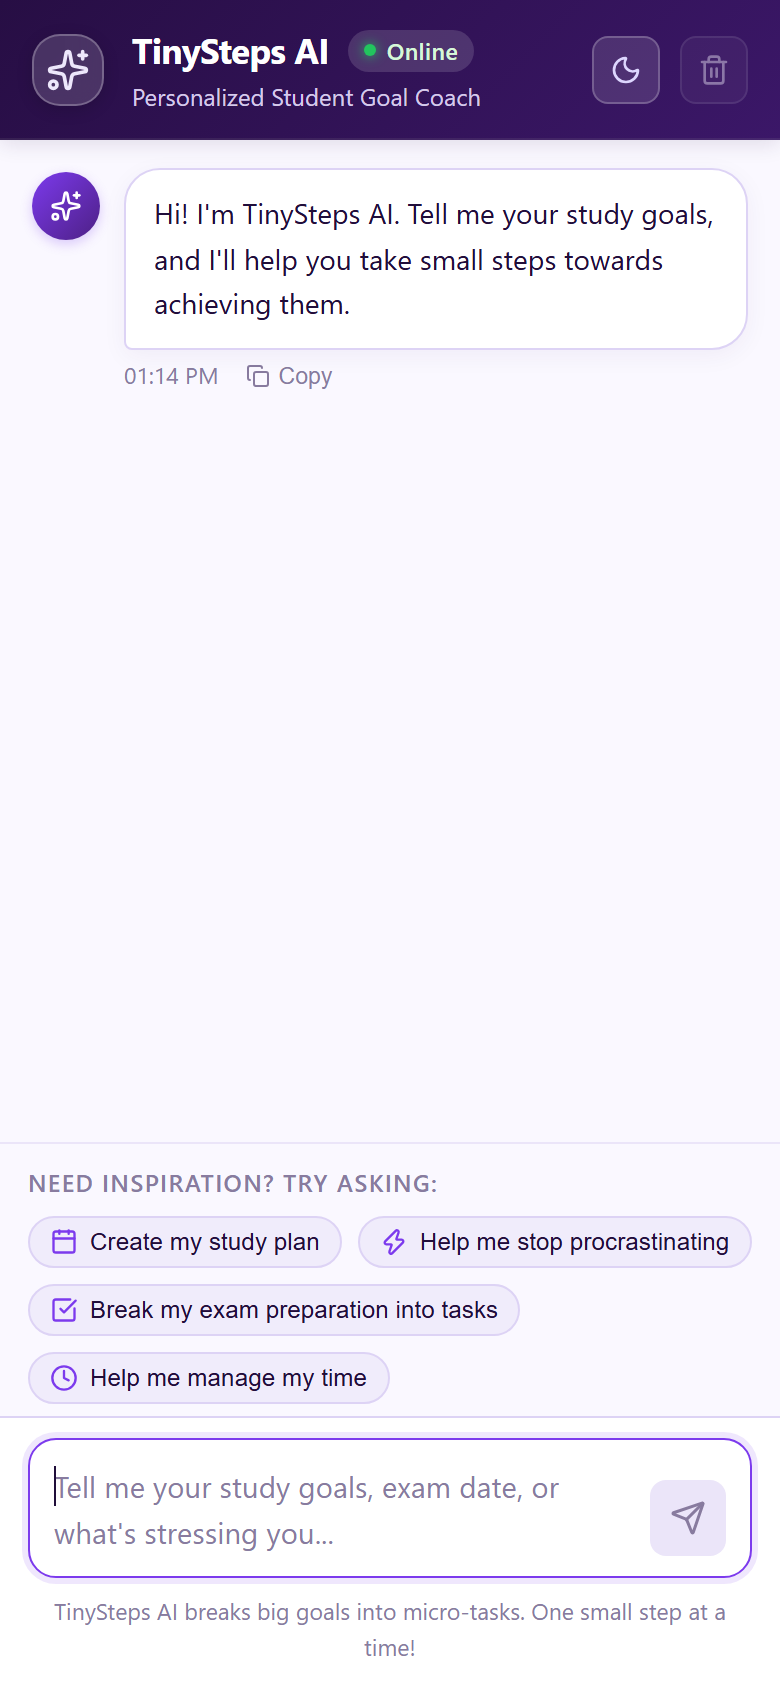 TinySteps AI
Online
Personalized Student Goal Coach
Hi! I'm TinySteps AI. Tell me your study goals,
and I'll help you take small steps towards
achieving them.
01:14 PM
Copy
NEED INSPIRATION? TRY ASKING:
Create my study plan
Help me stop procrastinating
Break my exam preparation into tasks
Help me manage my time
Tell me your study goals, exam date, or
what's stressing you...
TinySteps AI breaks big goals into micro-tasks. One small step at a
time!